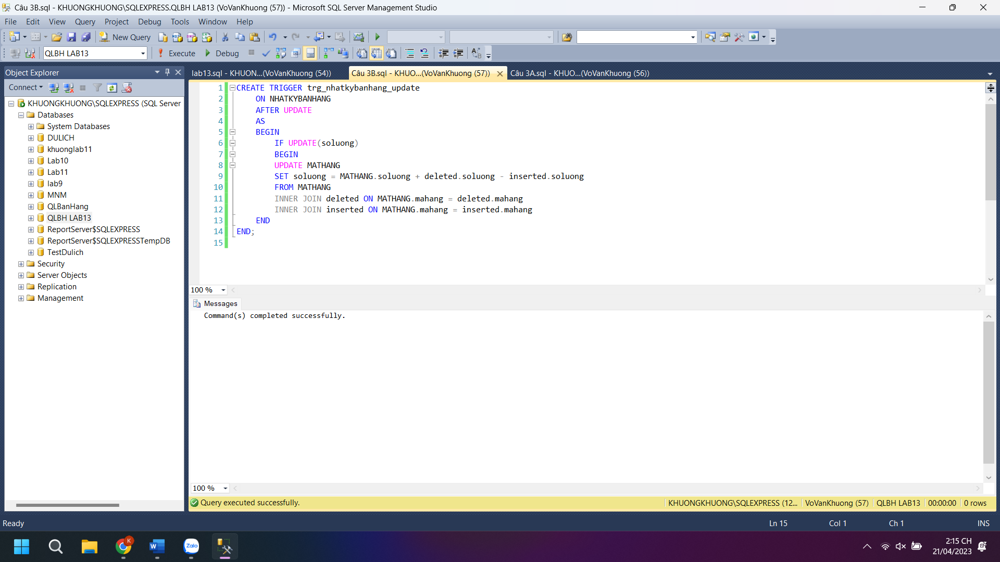 Câu 3B.sql - KHUONGKHUONG\SQLEXPRESS.QLBH LAB13 (VoVanKhuong (57)) - Microsoft SQL Server Management Studio
File Edit View Query Project Debug Tools Window Help
New Query
QLBH LAB13 Execute Debug
Object Explorer
lab13.sql - KHUON...(VoVanKhuong (54)) Câu 3B.sql - KHUO...(VoVanKhuong (57)) Câu 3A.sql - KHUO...(VoVanKhuong (56))
Connect
KHUONGKHUONG\SQLEXPRESS (SQL Server
Databases
System Databases
DULICH
khuonglab11
Lab10
Lab11
lab9
MNM
QLBanHang
QLBH LAB13
ReportServer$SQLEXPRESS
ReportServer$SQLEXPRESSTempDB
TestDulich
Security
Server Objects
Replication
Management
1 CREATE TRIGGER trg_nhatkybanhang_update
2 ON NHATKYBANHANG
3 AFTER UPDATE
4 AS
5 BEGIN
6 IF UPDATE(soluong)
7 BEGIN
8 UPDATE MATHANG
9 SET soluong = MATHANG.soluong + deleted.soluong - inserted.soluong
10 FROM MATHANG
11 INNER JOIN deleted ON MATHANG.mahang = deleted.mahang
12 INNER JOIN inserted ON MATHANG.mahang = inserted.mahang
13 END
14 END;
15
100 %
Messages
Command(s) completed successfully.
100 %
Query executed successfully. KHUONGKHUONG\SQLEXPRESS (12... VoVanKhuong (57) QLBH LAB13 00:00:00 0 rows
Ready Ln 15 Col 1 Ch 1 INS
K
Zalo
W
2:15 CH
21/04/2023